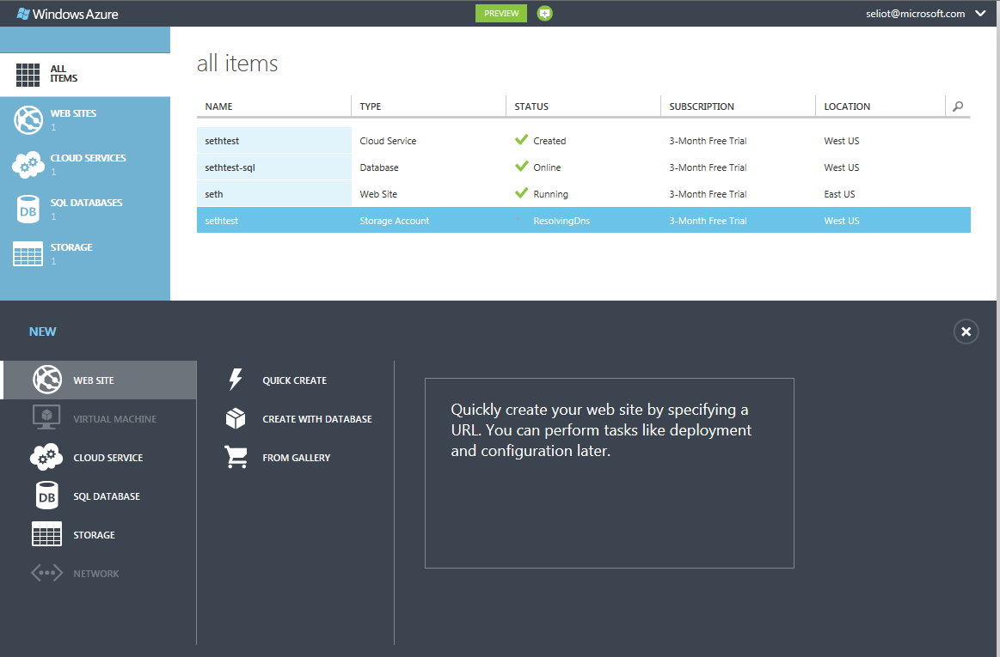 Windows Azure
PREVIEW
seliot@microsoft.com
ALL
ITEMS
WEB SITES
1
CLOUD SERVICES
1
SQL DATABASES
1
DB
STORAGE
1
all items
NAME TYPE STATUS SUBSCRIPTION LOCATION
sethtest Cloud Service Created 3-Month Free Trial West US
sethtest-sql Database Online 3-Month Free Trial West US
seth Web Site Running 3-Month Free Trial East US
sethtest Storage Account ResolvingDns 3-Month Free Trial West US
NEW
WEB SITE
VIRTUAL MACHINE
CLOUD SERVICE
DB SQL DATABASE
STORAGE
NETWORK
QUICK CREATE
CREATE WITH DATABASE
FROM GALLERY
Quickly create your web site by specifying a
URL. You can perform tasks like deployment
and configuration later.